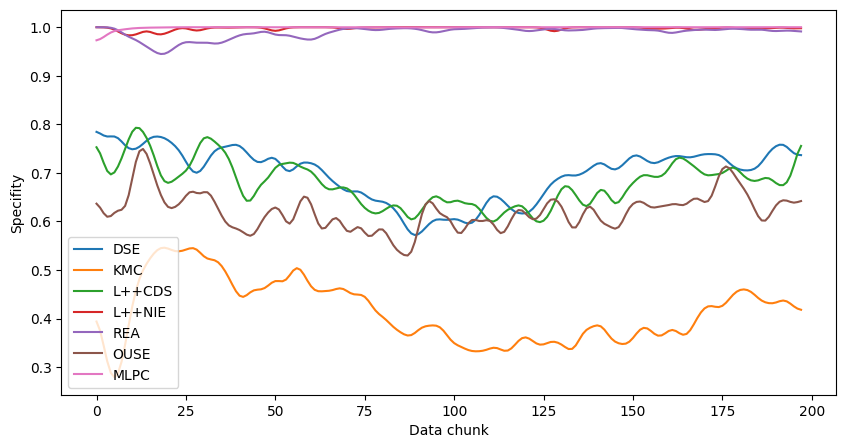 1.0
0.9
0.8
0.7
0.6
0.5
0.4
0.3
Specifity
DSE
KMC
L++CDS
L++NIE
REA
OUSE
MLPC
0 25 50 75 100 125 150 175 200
Data chunk